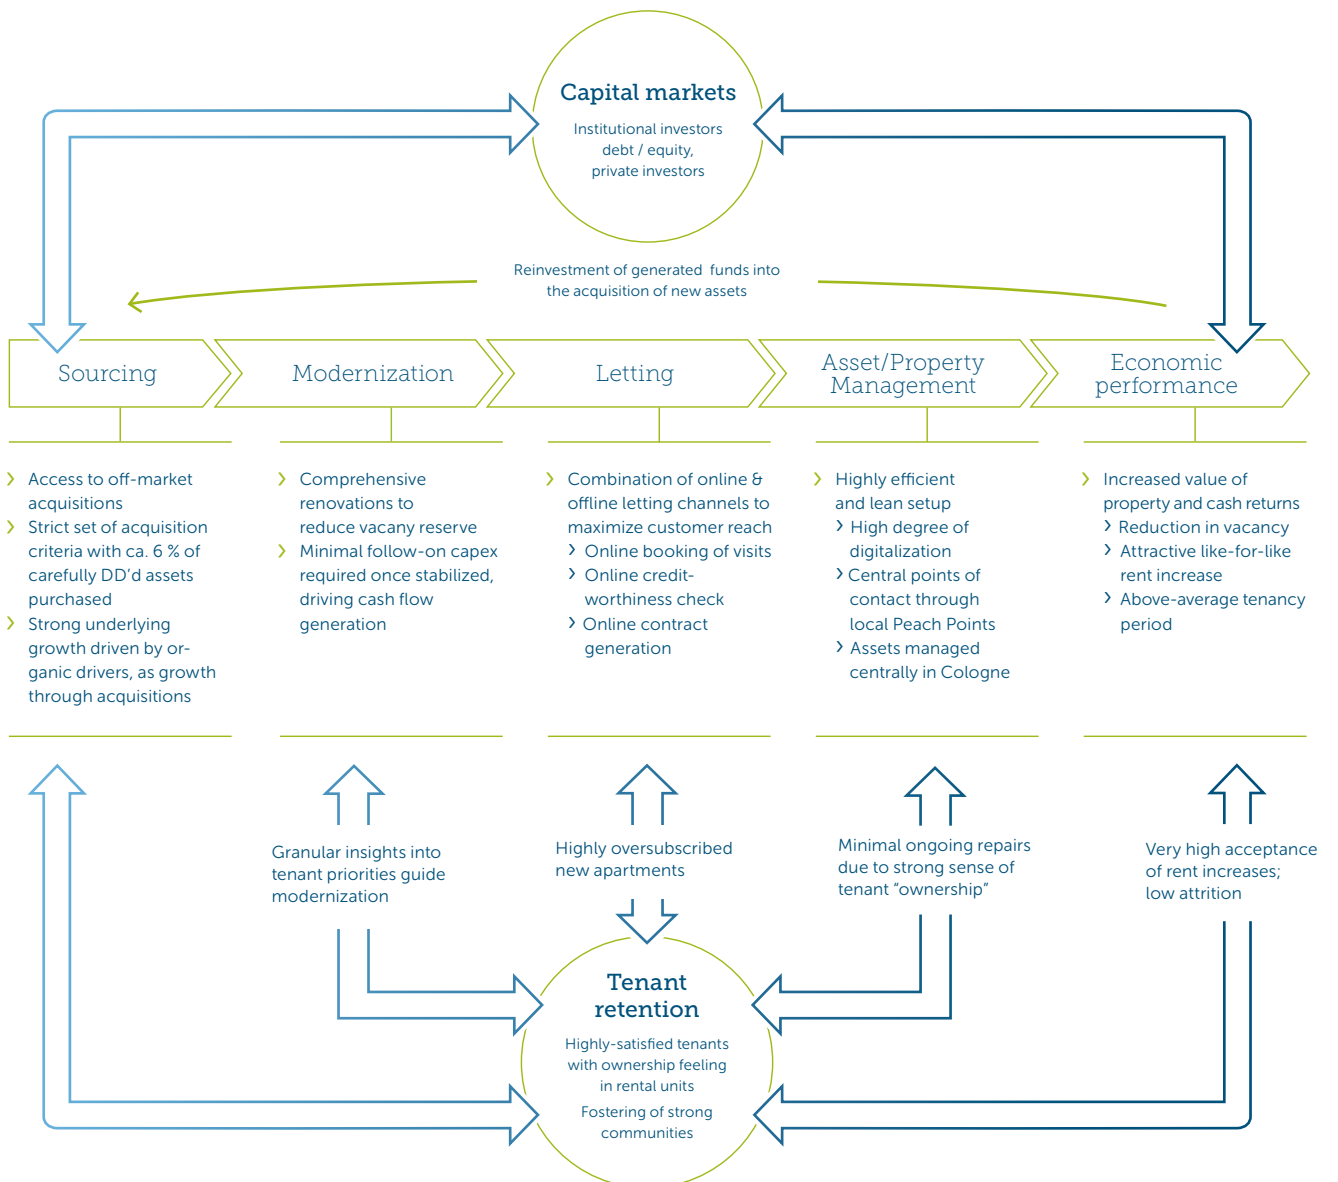 Capital markets
Institutional investors
debt / equity,
private investors
Reinvestment of generated funds into
the acquisition of new assets
Sourcing
Modernization
Letting
Asset/Property
Management
Economic
performance
Access to off-market
acquisitions
Strict set of acquisition
criteria with ca. 6 % of
carefully DD'd assets
purchased
Strong underlying
growth driven by or-
ganic drivers, as growth
through acquisitions
Comprehensive
renovations to
reduce vacany reserve
Minimal follow-on capex
required once stabilized,
driving cash flow
generation
Combination of online &
offline letting channels to
maximize customer reach
Online booking of visits
Online credit-
worthiness check
Online contract
generation
Highly efficient
and lean setup
High degree of
digitalization
Central points of
contact through
local Peach Points
Assets managed
centrally in Cologne
Increased value of
property and cash returns
Reduction in vacancy
Attractive like-for-like
rent increase
Above-average tenancy
period
Granular insights into
tenant priorities guide
modernization
Highly oversubscribed
new apartments
Minimal ongoing repairs
due to strong sense of
tenant “ownership”
Very high acceptance
of rent increases;
low attrition
Tenant
retention
Highly-satisfied tenants
with ownership feeling
in rental units
Fostering of strong
communities